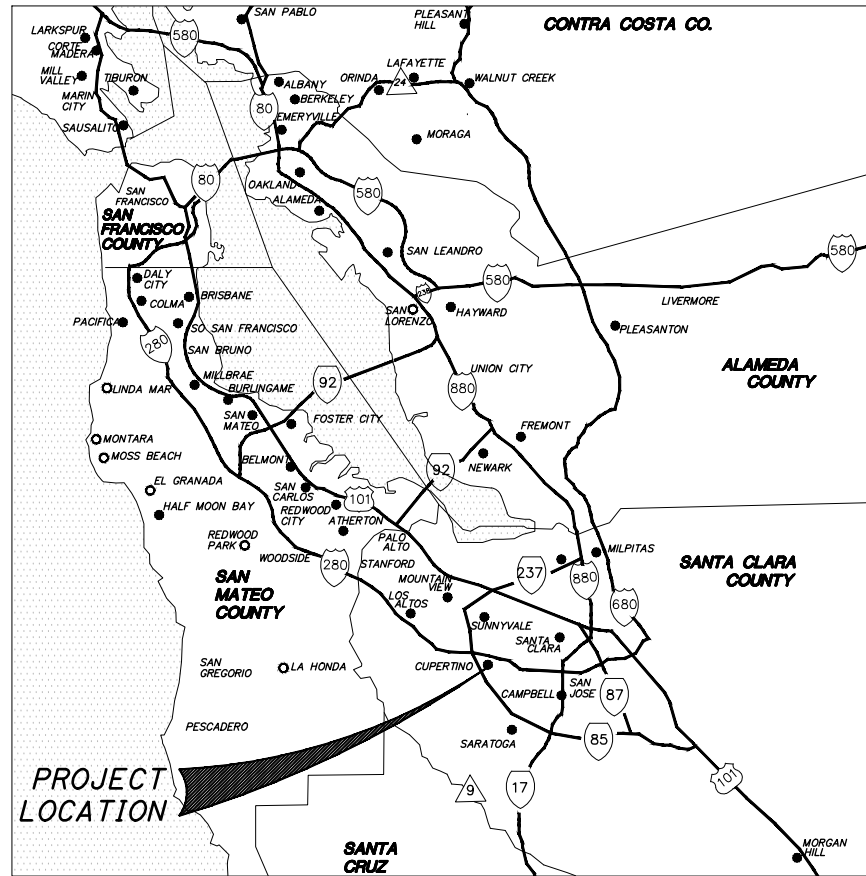 SAN PABLO
PLEASANT
HILL
CONTRA COSTA CO.
LARKSPUR
CORTE
MADERA
580
MILL
VALLEY
TIBURON
MARIN
CITY
SAUSALITO
LAFAYETTE
ORINDA
24
WALNUT CREEK
ALBANY
BERKELEY
80
EMERYVILLE
MORAGA
80
SAN
FRANCISCO
OAKLAND
ALAMEDA
580
SAN
FRANCISCO
COUNTY
SAN LEANDRO
580
DALY
CITY
COLMA
BRISBANE
238
580
SAN
LORENZO
HAYWARD
LIVERMORE
PACIFICA
SO SAN FRANCISCO
PLEASANTON
280
SAN BRUNO
MILLBRAE
UNION CITY
ALAMEDA
COUNTY
LINDA MAR
BURLINGAME
92
880
SAN
MATEO
FOSTER CITY
MONTARA
MOSS BEACH
FREMONT
BELMONT
92
NEWARK
EL GRANADA
SAN
CARLOS
101
HALF MOON BAY
REDWOOD
CITY
ATHERTON
REDWOOD
PARK
PALO
ALTO
MILPITAS
WOODSIDE
280
STANFORD
237
880
SANTA CLARA
COUNTY
SAN
MATEO
COUNTY
MOUNTAIN
VIEW
LOS
ALTOS
680
SUNNYVALE
SANTA
CLARA
SAN
GREGORIO
LA HONDA
CUPERTINO
CAMPBELL
SAN
JOSE
87
PESCADERO
SARATOGA
85
PROJECT
LOCATION
9
17
101
SANTA
CRUZ
MORGAN
HILL